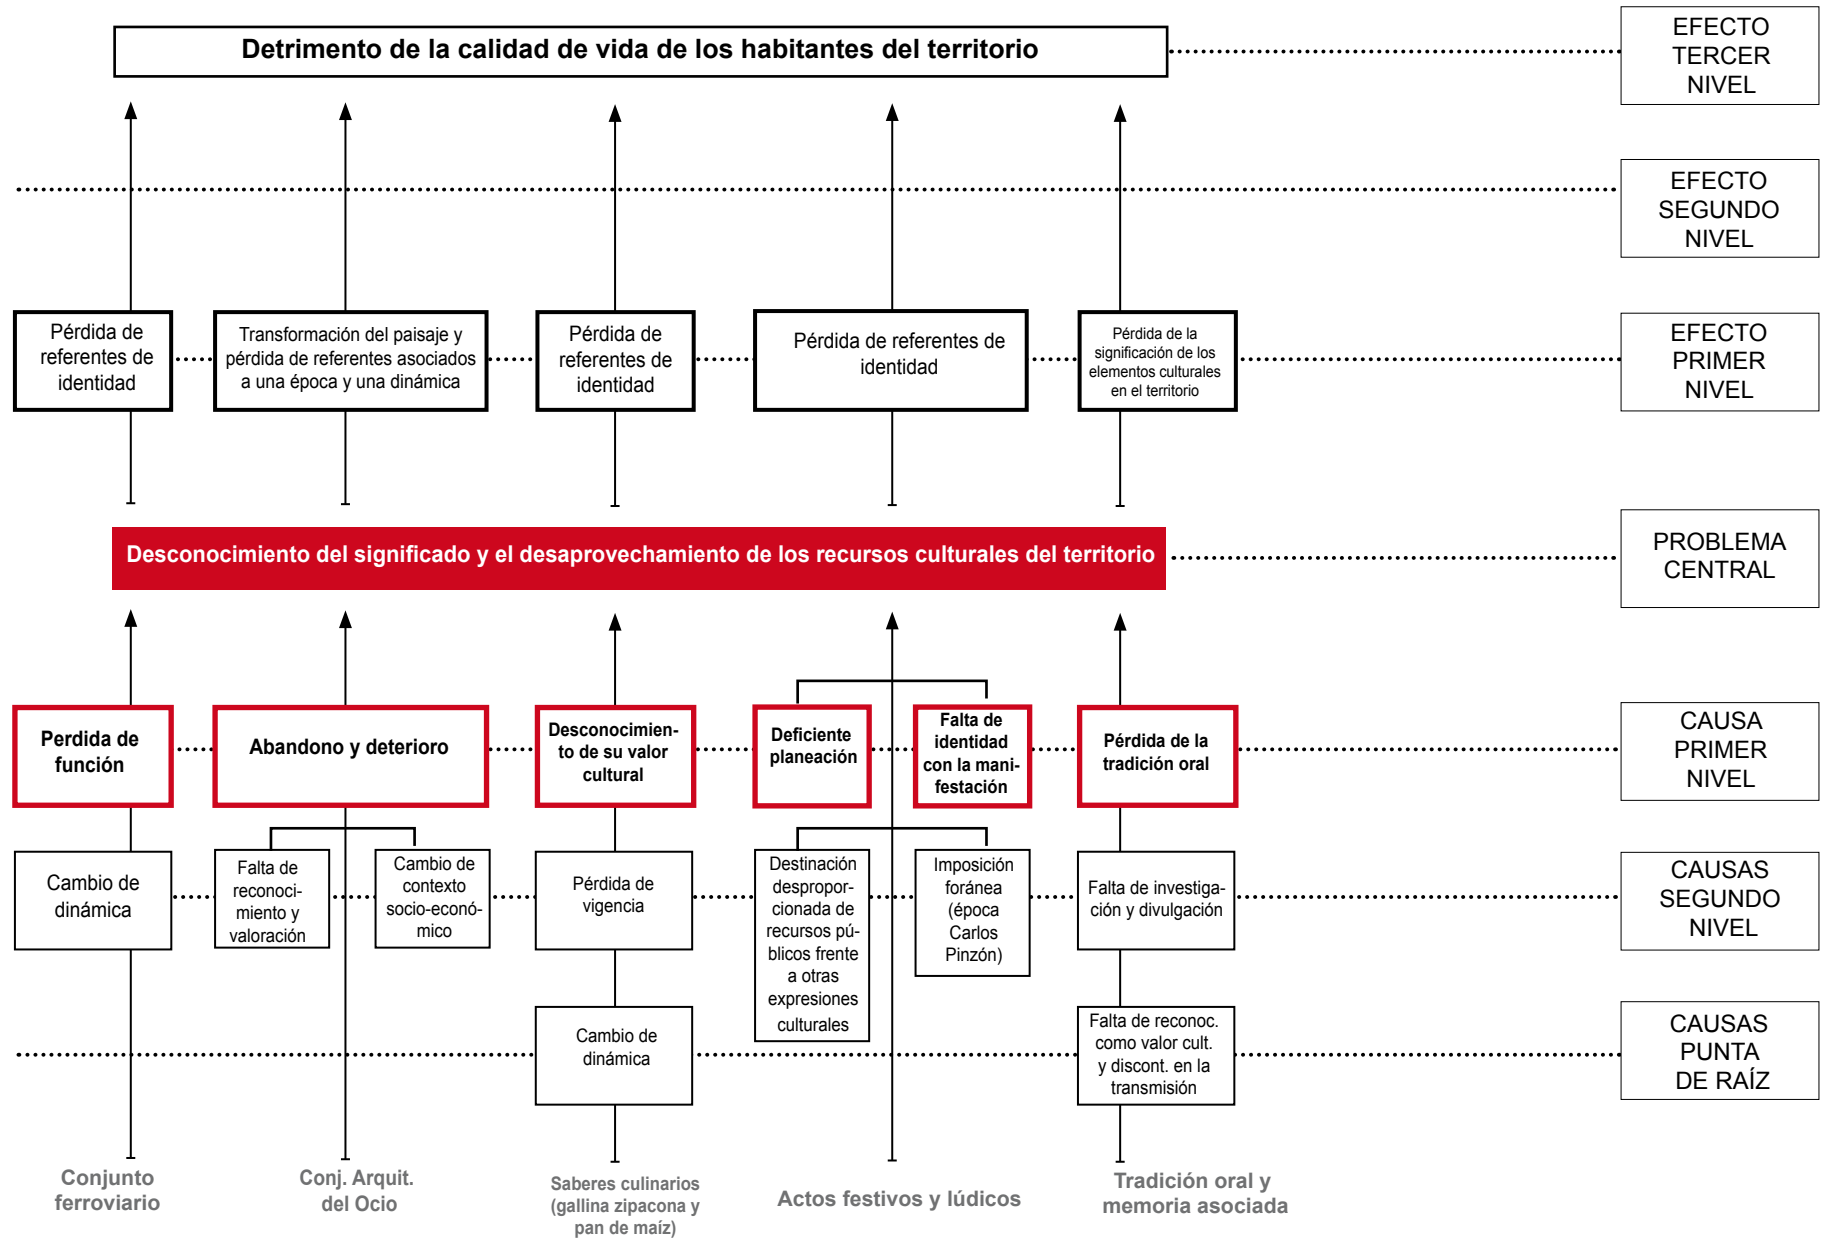 Detrimento de la calidad de vida de los habitantes del territorio
EFECTO
TERCER
NIVEL
EFECTO
SEGUNDO
NIVEL
Pérdida de
referentes de
identidad
Transformación del paisaje y
pérdida de referentes asociados
a una época y una dinámica
Pérdida de
referentes de
identidad
Pérdida de referentes de
identidad
Pérdida de la
significación de los
elementos culturales
en el territorio
EFECTO
PRIMER
NIVEL
Desconocimiento del significado y el desaprovechamiento de los recursos culturales del territorio
PROBLEMA
CENTRAL
Perdida de
función
Abandono y deterioro
Desconocimien-
to de su valor
cultural
Deficiente
planeación
Falta de
identidad
con la mani-
festación
Pérdida de la
tradición oral
CAUSA
PRIMER
NIVEL
Cambio de
dinámica
Falta de
reconoci-
miento y
valoración
Cambio de
contexto
socio-econó-
mico
Pérdida de
vigencia
Destinación
despropor-
cionada de
recursos pú-
blicos frente
a otras
expresiones
culturales
Imposición
foránea
(época
Carlos
Pinzón)
Falta de investiga-
ción y divulgación
CAUSAS
SEGUNDO
NIVEL
Cambio de
dinámica
Falta de reconoc.
como valor cult.
y discont. en la
transmisión
CAUSAS
PUNTA
DE RAÍZ
Conjunto
ferroviario
Conj. Arquit.
del Ocio
Saberes culinarios
(gallina zipacona y
pan de maíz)
Actos festivos y lúdicos
Tradición oral y
memoria asociada